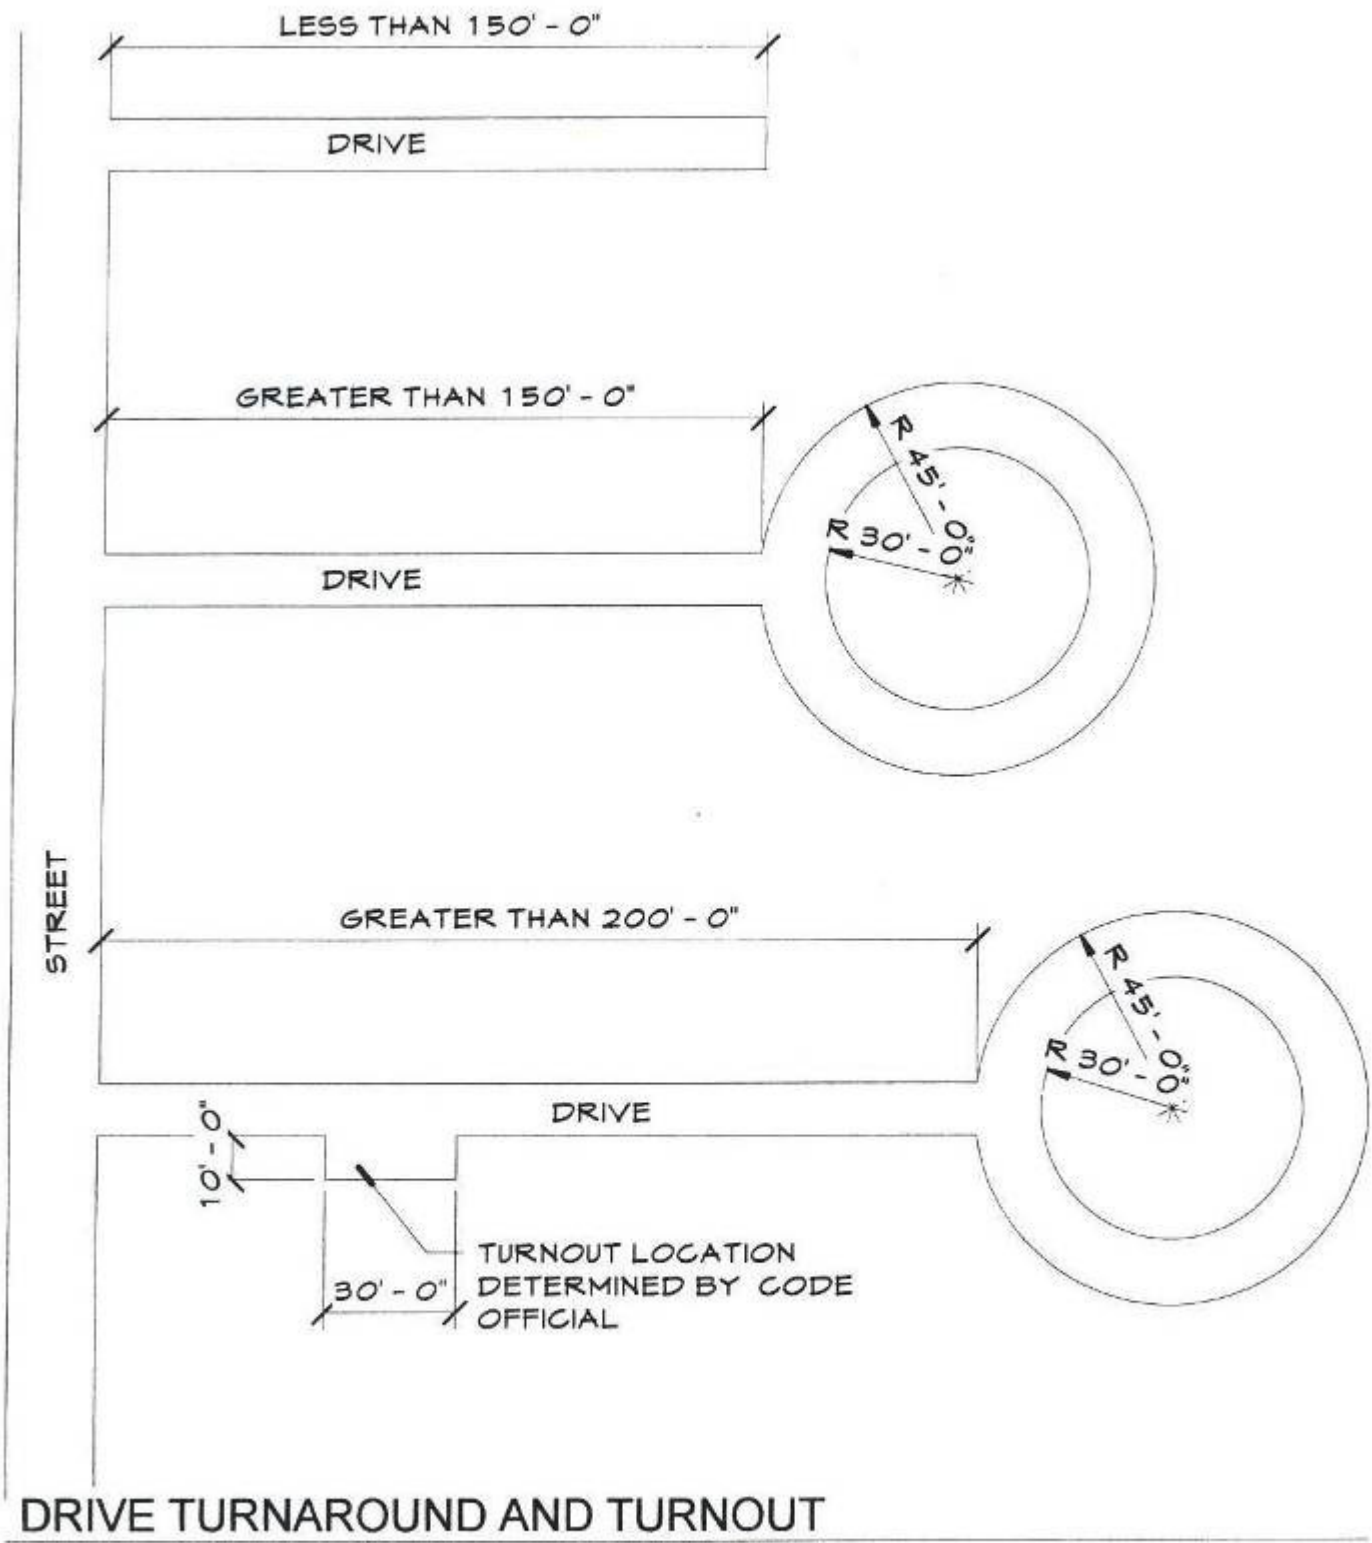 LESS THAN 150' - 0"
DRIVE
GREATER THAN 150' - 0"
R 45' - 0"
R 30' - 0"
DRIVE
STREET
GREATER THAN 200' - 0"
R 45' - 0"
R 30' - 0"
DRIVE
10' - 0"
TURNOUT LOCATION
DETERMINED BY CODE
OFFICIAL
30' - 0"
DRIVE TURNAROUND AND TURNOUT